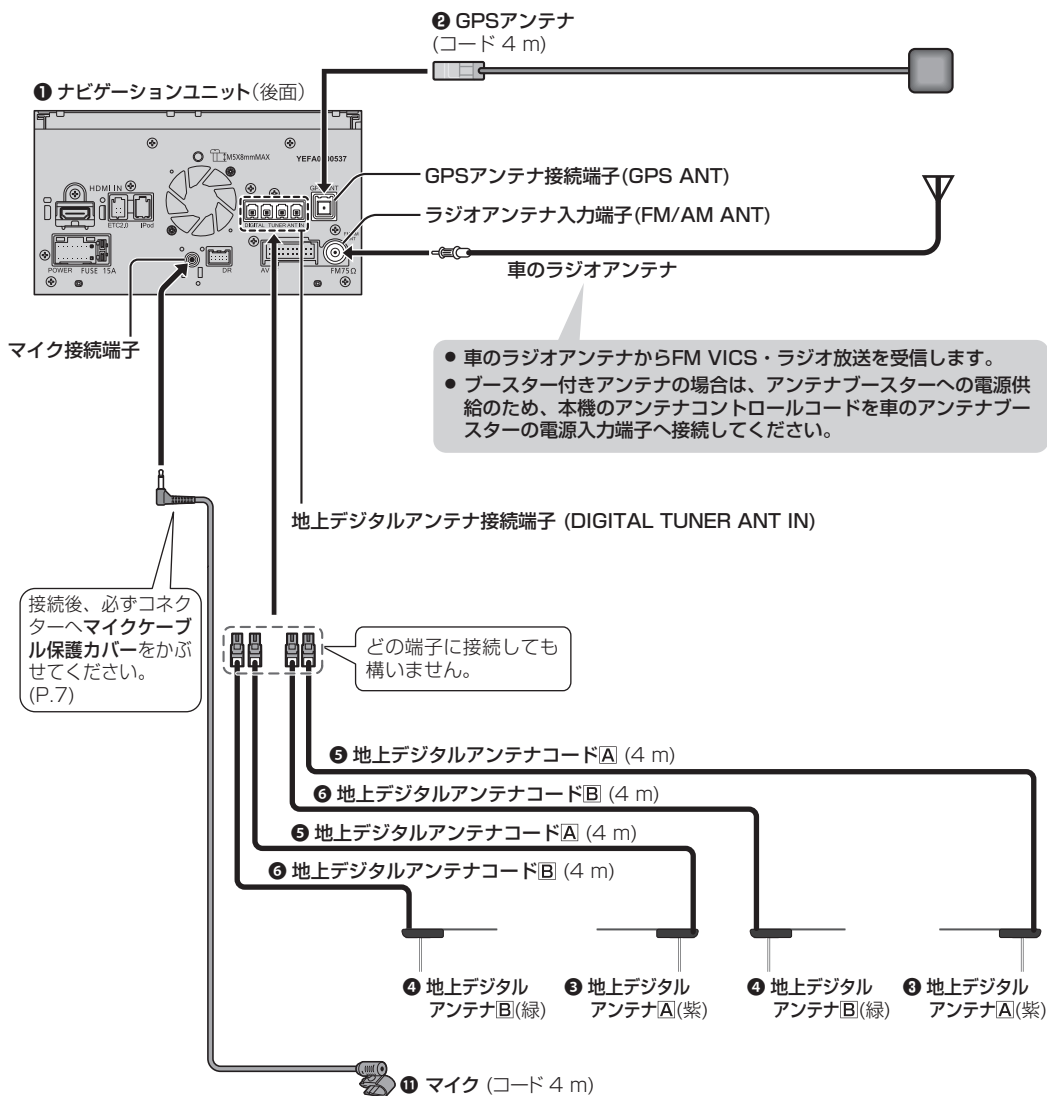 ❷ GPSアンテナ
(コード 4 m)
❶ ナビゲーションユニット(後面)
M5X8mmMAX
YEFA0
00537
HDMI IN
ETC2.0
iPod
DIGITAL TUNER ANT IN
POWER
FUSE 15A
DR
AV
FM75Ω
GPSアンテナ接続端子(GPS ANT)
ラジオアンテナ入力端子(FM/AM ANT)
車のラジオアンテナ
マイク接続端子
● 車のラジオアンテナからFM VICS・ラジオ放送を受信します。
● ブースター付きアンテナの場合は、アンテナブースターへの電源供
給のため、本機のアンテナコントロールコードを車のアンテナブー
スターの電源入力端子へ接続してください。
地上デジタルアンテナ接続端子 (DIGITAL TUNER ANT IN)
接続後、必ずコネク
ターへマイクケーブ
ル保護カバーをかぶ
せてください。
(P.7)
どの端子に接続しても
構いません。
❺ 地上デジタルアンテナコードA (4 m)
❻ 地上デジタルアンテナコードB (4 m)
❺ 地上デジタルアンテナコードA (4 m)
❻ 地上デジタルアンテナコードB (4 m)
❹ 地上デジタル
アンテナB(緑)
❸ 地上デジタル
アンテナA(紫)
❹ 地上デジタル
アンテナB(緑)
❸ 地上デジタル
アンテナA(紫)
⓫ マイク (コード 4 m)